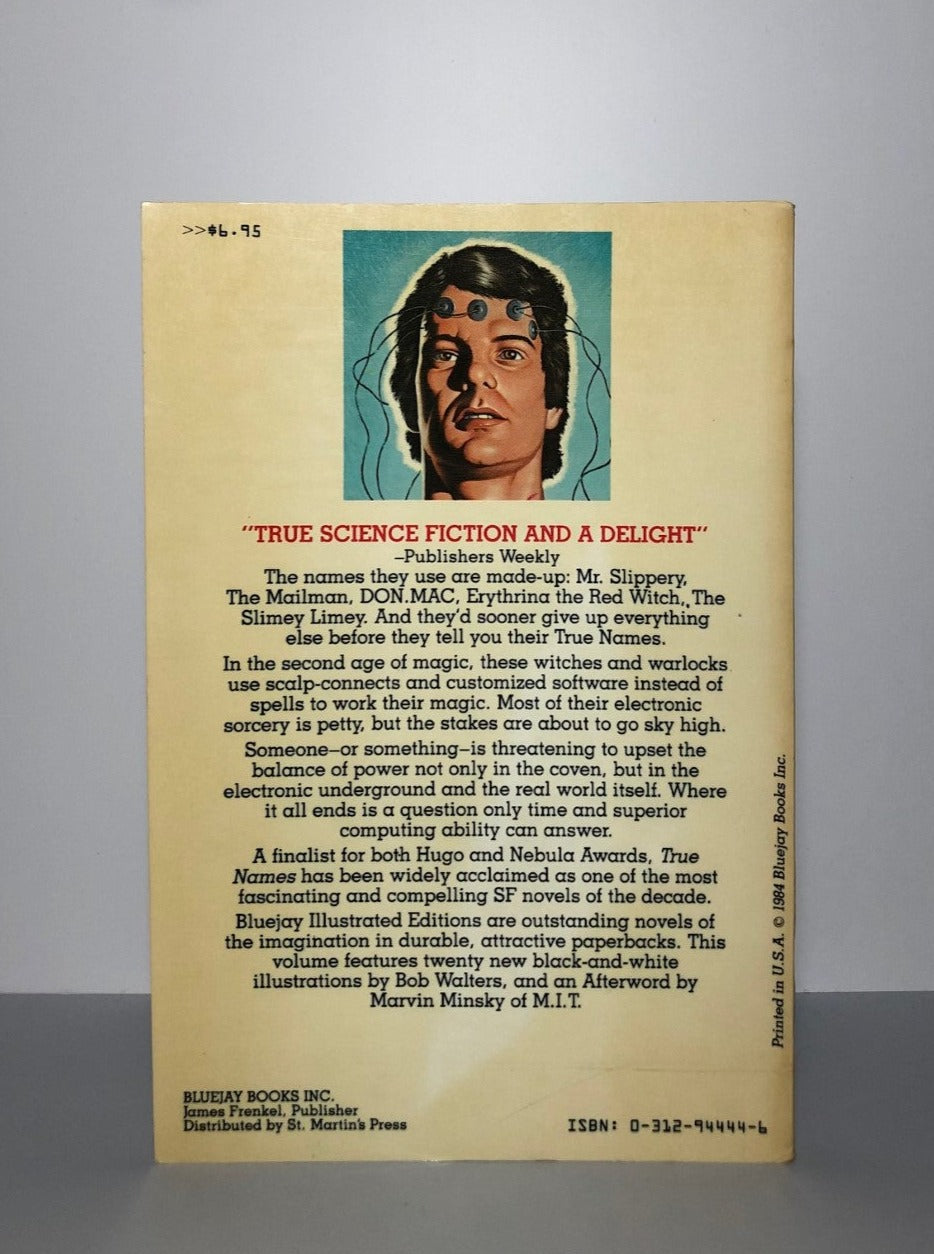 >>$6.95
"TRUE SCIENCE FICTION AND A DELIGHT"
–Publishers Weekly
The names they use are made-up: Mr. Slippery,
The Mailman, DON.MAC, Erythrina the Red Witch, The
Slimey Limey. And they'd sooner give up everything
else before they tell you their True Names.
In the second age of magic, these witches and warlocks
use scalp-connects and customized software instead of
spells to work their magic. Most of their electronic
sorcery is petty, but the stakes are about to go sky high.
Someone–or something–is threatening to upset the
balance of power not only in the coven, but in the
electronic underground and the real world itself. Where
it all ends is a question only time and superior
computing ability can answer.
A finalist for both Hugo and Nebula Awards, True
Names has been widely acclaimed as one of the most
fascinating and compelling SF novels of the decade.
Bluejay Illustrated Editions are outstanding novels of
the imagination in durable, attractive paperbacks. This
volume features twenty new black-and-white
illustrations by Bob Walters, and an Afterword by
Marvin Minsky of M.I.T.
Printed in U.S.A. © 1984 Bluejay Books Inc.
BLUEJAY BOOKS INC.
James Frenkel, Publisher
Distributed by St. Martin's Press
ISBN: 0-312-94444-6